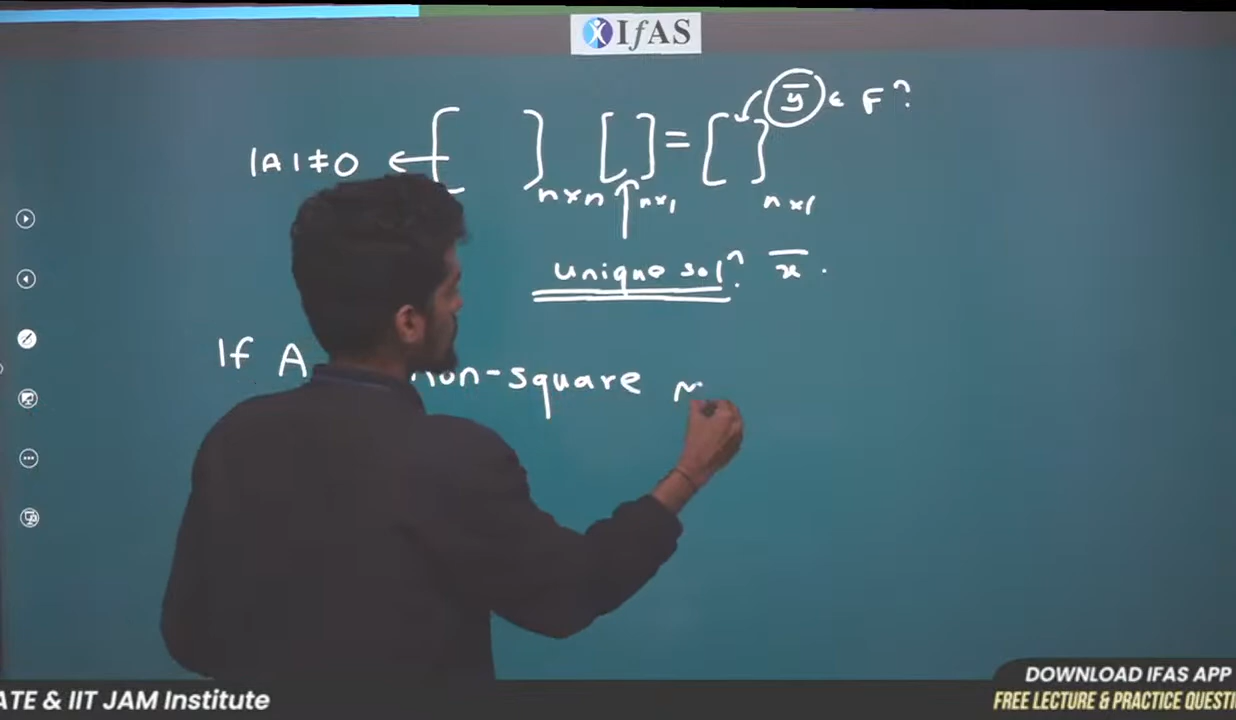 IfAS
ȳ ∈ F^n
|A| ≠ 0 ← [ ]n×n [ ]n×1 = [ ]n×1
unique sol^n. x̄.
If A non-square
ATE & IIT JAM Institute
DOWNLOAD IFAS APP
FREE LECTURE & PRACTICE QUESTI